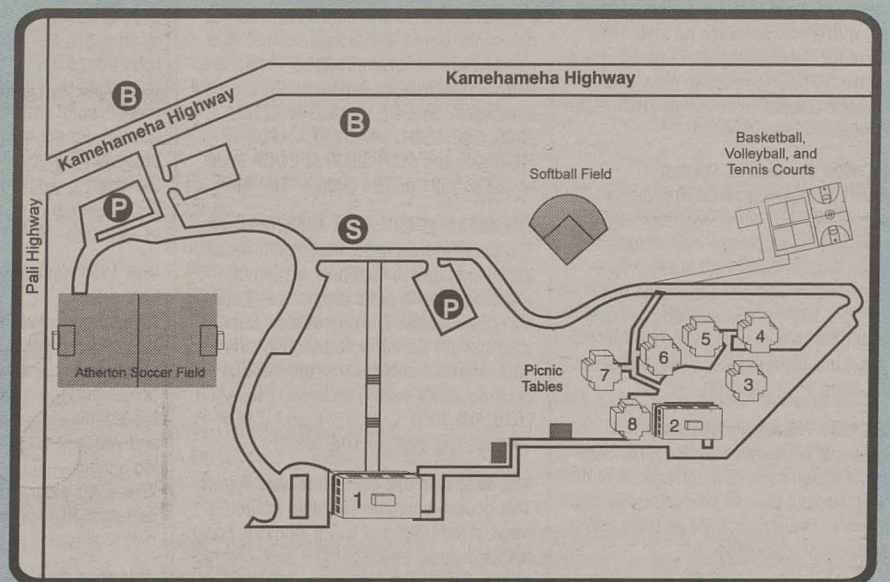 Kamehameha Highway
B
Kamehameha Highway
B
Basketball,
Volleyball, and
Tennis Courts
Softball Field
P
Pali Highway
S
P
Atherton Soccer Field
Picnic
Tables
7
6
5
4
3
8
2
1